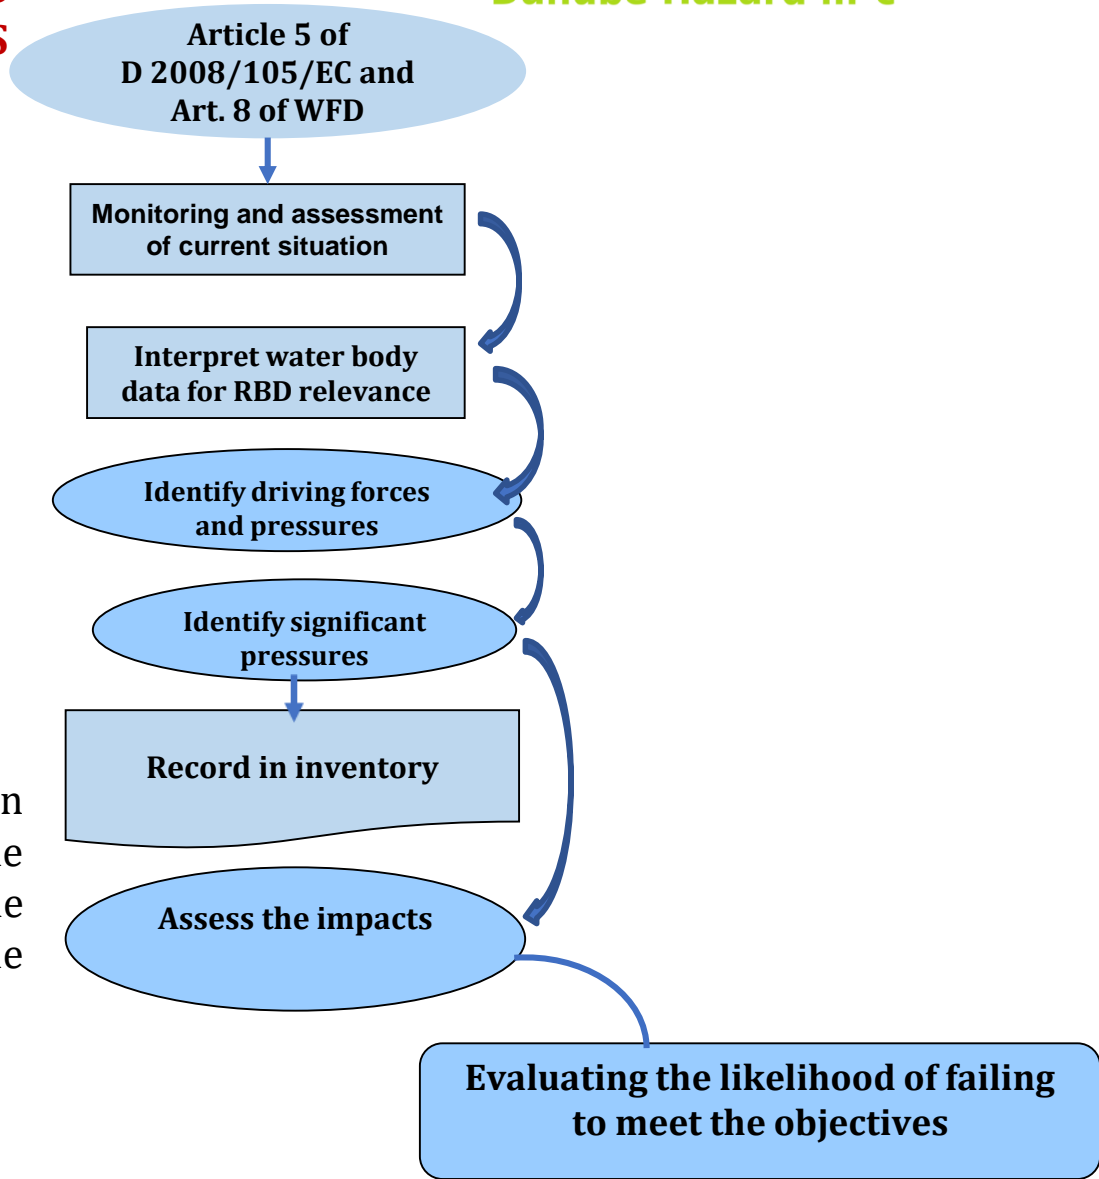 S
Article 5 of
D 2008/105/EC and
Art. 8 of WFD
Monitoring and assessment
of current situation
Interpret water body
data for RBD relevance
Identify driving forces
and pressures
Identify significant
pressures
Record in inventory
n
e
e
e
Assess the impacts
Evaluating the likelihood of failing
to meet the objectives